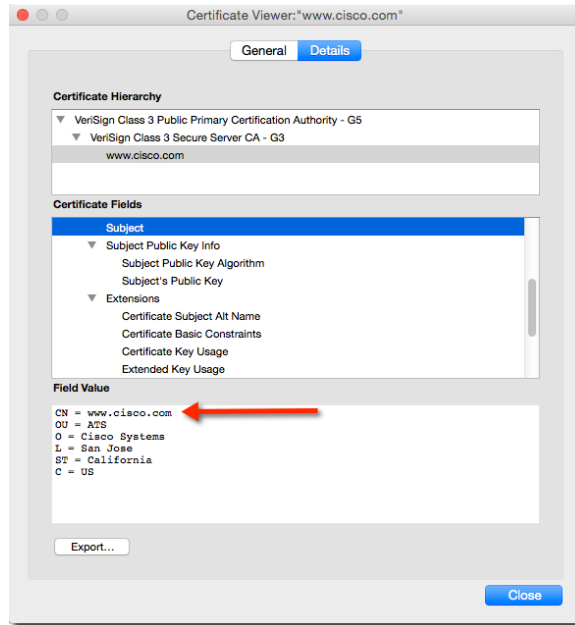 Certificate Viewer:"www.cisco.com"
General Details
Certificate Hierarchy
VeriSign Class 3 Public Primary Certification Authority - G5
VeriSign Class 3 Secure Server CA - G3
www.cisco.com
Certificate Fields
Subject
Subject Public Key Info
Subject Public Key Algorithm
Subject's Public Key
Extensions
Certificate Subject Alt Name
Certificate Basic Constraints
Certificate Key Usage
Extended Key Usage
Field Value
CN = www.cisco.com
OU = ATS
O = Cisco Systems
L = San Jose
ST = California
C = US
Export...
Close